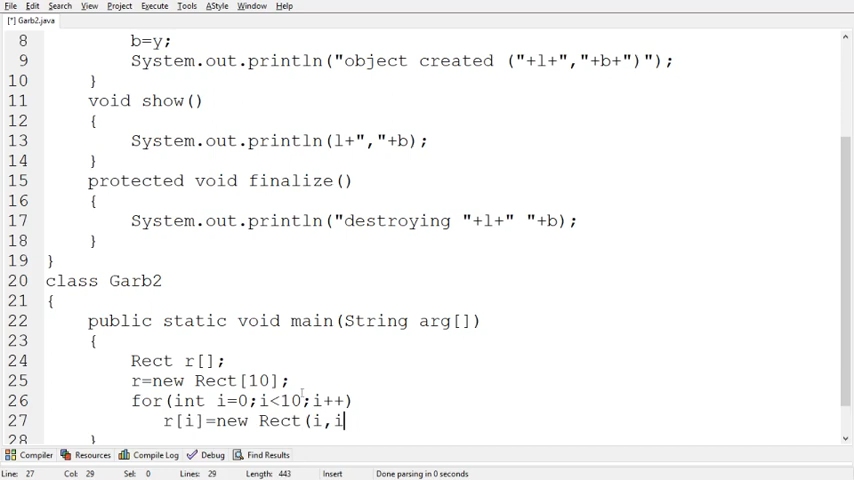 File Edit Search View Project Execute Tools AStyle Window Help
[*] Garb2.java
8 b=y;
9 System.out.println("object created ("+l+","+b+")");
10 }
11 void show()
12 {
13 System.out.println(l+","+b);
14 }
15 protected void finalize()
16 {
17 System.out.println("destroying "+l+" "+b);
18 }
19 }
20 class Garb2
21 {
22 public static void main(String arg[])
23 {
24 Rect r[];
25 r=new Rect[10];
26 for(int i=0;i<10;i++)
27 r[i]=new Rect(i,i
28 }
Compiler Resources Compile Log Debug Find Results
Line: 27 Col: 29 Sel: 0 Lines: 29 Length: 443 Insert Done parsing in 0 seconds